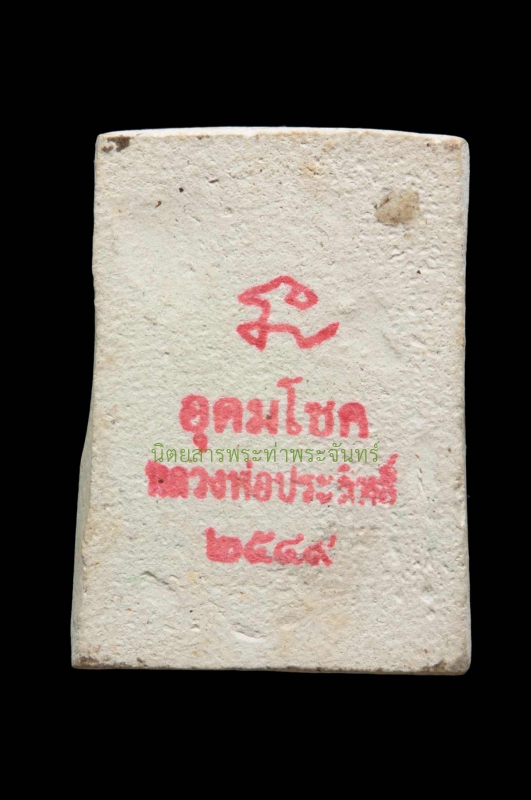 อุดมโชค
นิตยสารพระท่าพระจันทร์
หลวงพ่อประสิทธิ์
๒๕๔๙